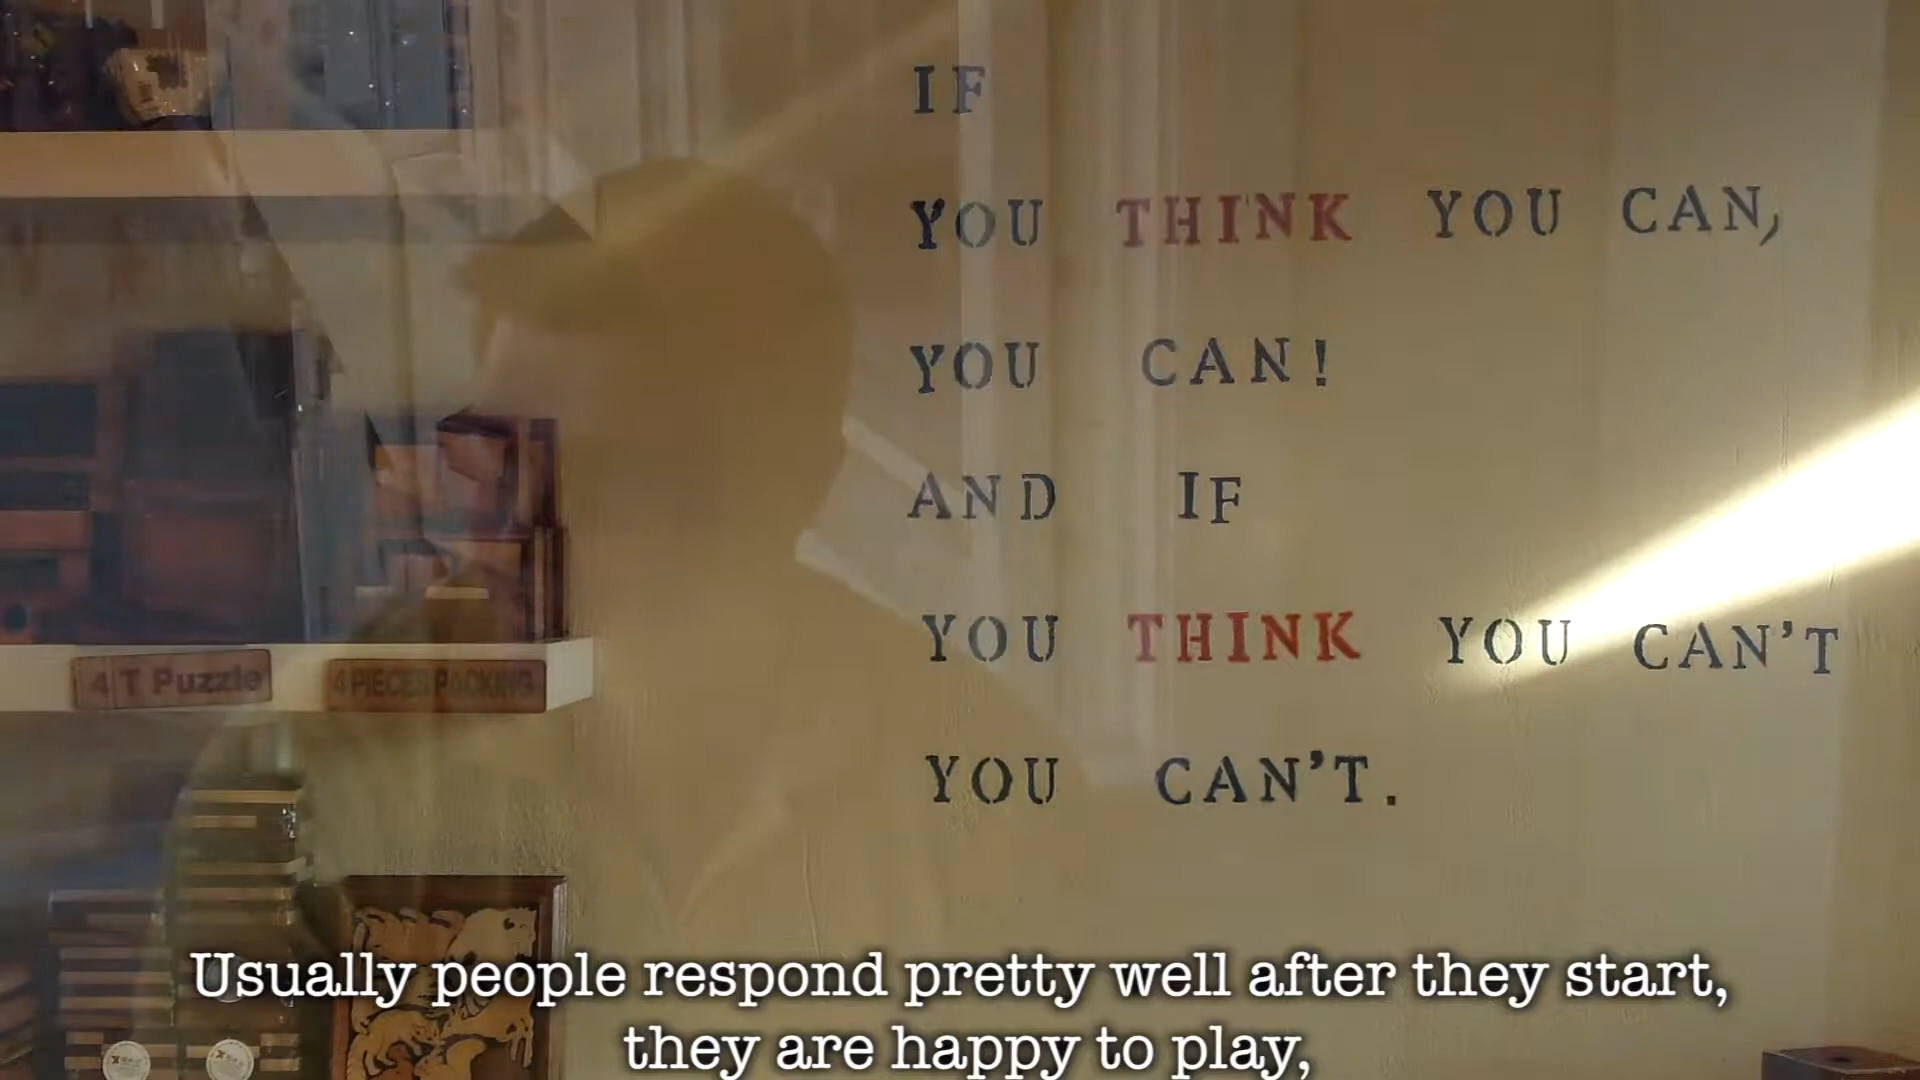 IF
YOU THINK YOU CAN,
YOU CAN!
AND IF
YOU THINK YOU CAN'T
YOU CAN'T.
4 T Puzzle
4 PIECES PACKING
Usually people respond pretty well after they start,
they are happy to play,